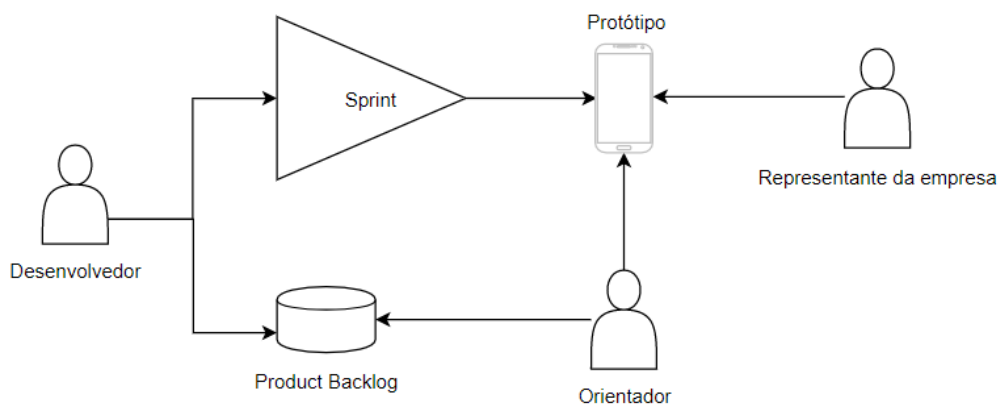 Protótipo
Sprint
Representante da empresa
Desenvolvedor
Product Backlog
Orientador